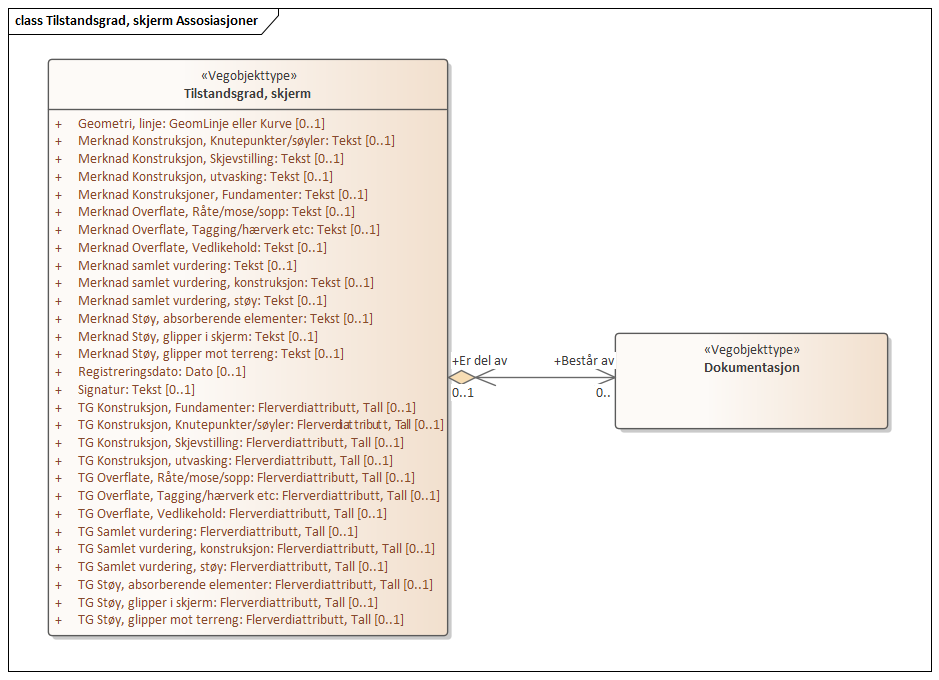 class Tilstandsgrad, skjerm Assosiasjoner
«Vegobjekttype»
Tilstandsgrad, skjerm
+ Geometri, linje: GeomLinje eller Kurve [0..1]
+ Merknad Konstruksjon, Knutepunkter/søyler: Tekst [0..1]
+ Merknad Konstruksjon, Skjevstilling: Tekst [0..1]
+ Merknad Konstruksjon, utvasking: Tekst [0..1]
+ Merknad Konstruksjoner, Fundamenter: Tekst [0..1]
+ Merknad Overflate, Råte/mose/sopp: Tekst [0..1]
+ Merknad Overflate, Tagging/hærverk etc: Tekst [0..1]
+ Merknad Overflate, Vedlikehold: Tekst [0..1]
+ Merknad samlet vurdering: Tekst [0..1]
+ Merknad samlet vurdering, konstruksjon: Tekst [0..1]
+ Merknad samlet vurdering, støy: Tekst [0..1]
+ Merknad Støy, absorberende elementer: Tekst [0..1]
+ Merknad Støy, glipper i skjerm: Tekst [0..1]
+ Merknad Støy, glipper mot terreng: Tekst [0..1]
+ Registreringsdato: Dato [0..1]
+ Signatur: Tekst [0..1]
+ TG Konstruksjon, Fundamenter: Flerverdiattributt, Tall [0..1]
+ TG Konstruksjon, Knutepunkter/søyler: Flerverdiattributt, Tall [0..1]
+ TG Konstruksjon, Skjevstilling: Flerverdiattributt, Tall [0..1]
+ TG Konstruksjon, utvasking: Flerverdiattributt, Tall [0..1]
+ TG Overflate, Råte/mose/sopp: Flerverdiattributt, Tall [0..1]
+ TG Overflate, Tagging/hærverk etc: Flerverdiattributt, Tall [0..1]
+ TG Overflate, Vedlikehold: Flerverdiattributt, Tall [0..1]
+ TG Samlet vurdering: Flerverdiattributt, Tall [0..1]
+ TG Samlet vurdering, konstruksjon: Flerverdiattributt, Tall [0..1]
+ TG Samlet vurdering, støy: Flerverdiattributt, Tall [0..1]
+ TG Støy, absorberende elementer: Flerverdiattributt, Tall [0..1]
+ TG Støy, glipper i skjerm: Flerverdiattributt, Tall [0..1]
+ TG Støy, glipper mot terreng: Flerverdiattributt, Tall [0..1]
+Er del av
0..1
+Består av
0..
«Vegobjekttype»
Dokumentasjon